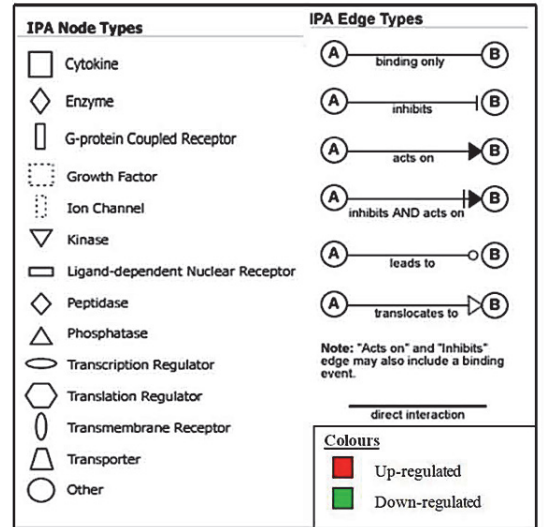 IPA Node Types
Cytokine
Enzyme
G-protein Coupled Receptor
Growth Factor
Ion Channel
Kinase
Ligand-dependent Nuclear Receptor
Peptidase
Phosphatase
Transcription Regulator
Translation Regulator
Transmembrane Receptor
Transporter
Other
IPA Edge Types
A B
binding only
A B
inhibits
A B
acts on
A B
inhibits AND acts on
A B
leads to
A B
translocates to
Note: "Acts on" and "Inhibits"
edge may also include a binding
event.
direct interaction
Colours
Up-regulated
Down-regulated